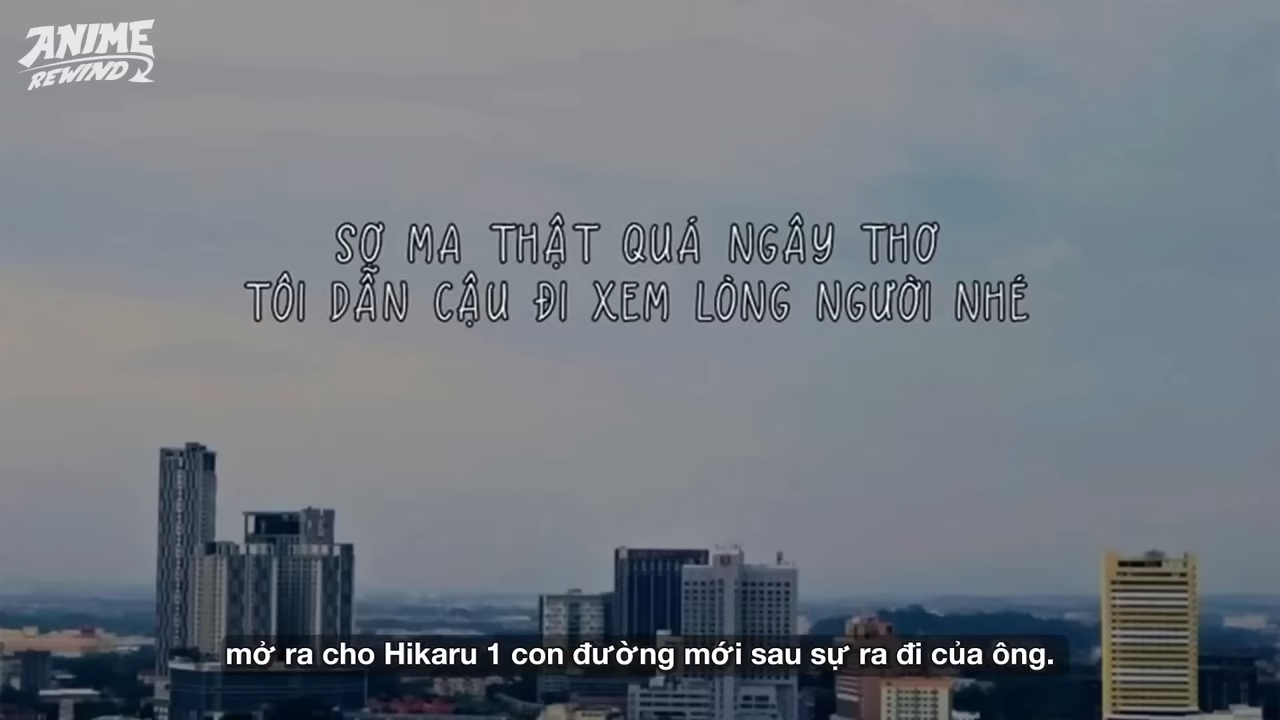 ANIME
REWIND
SỢ MA THẬT QUÁ NGÂY THƠ
TÔI DẪN CẬU ĐI XEM LÒNG NGƯỜI NHÉ
mở ra cho Hikaru 1 con đường mới sau sự ra đi của ông.